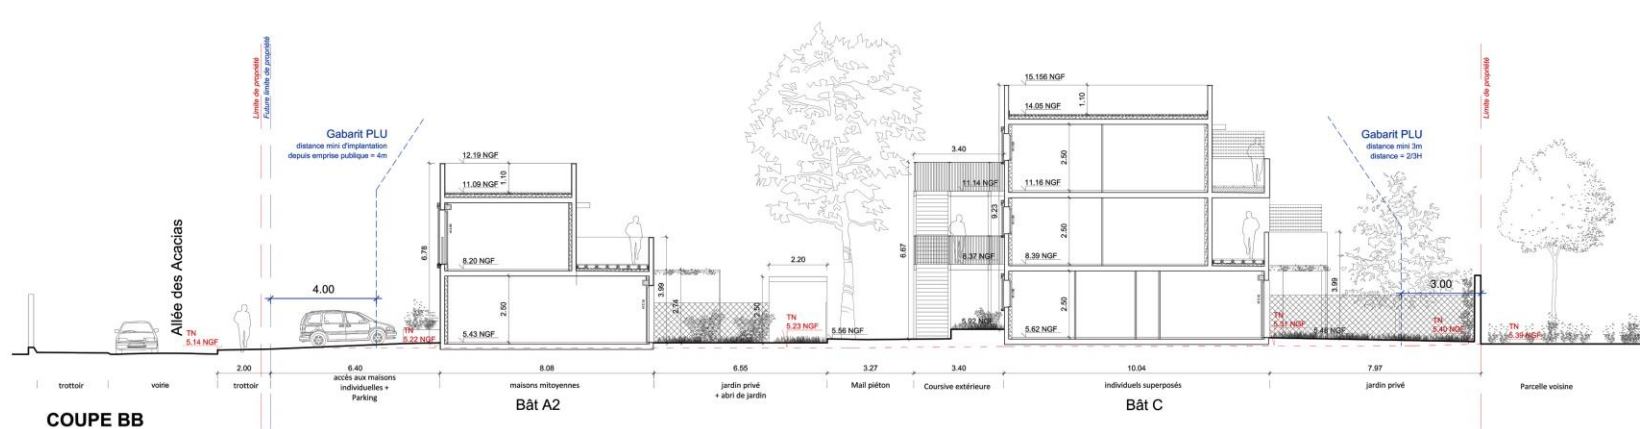 Limite de propriété
Future limite de propriété
Gabarit PLU
distance mini d'implantation
depuis emprise publique = 4m
Allée des Acacias
4.00
TN
5.14 NGF
TN
5.22 NGF
12.19 NGF
1.10
11.09 NGF
6.78
8.20 NGF
2.50
5.43 NGF
3.99
2.74
2.50
2.20
TN
5.23 NGF
5.56 NGF
3.40
11.14 NGF
9.23
6.67
8.37 NGF
5.92 NGF
15.156 NGF
14.05 NGF
1.10
2.50
11.16 NGF
2.50
8.39 NGF
2.50
5.62 NGF
Gabarit PLU
distance mini 3m
distance = 2/3H
Limite de propriété
3.99
3.00
TN
5.31 NGF
5.48 NGF
TN
5.40 NGF
TN
5.39 NGF
2.00
6.40
8.08
6.55
3.27
3.40
10.04
7.97
trottoir
voirie
trottoir
accès aux maisons
individuelles +
Parking
maisons mitoyennes
jardin privé
+ abri de jardin
Mail piéton
Coursive extérieure
individuels superposés
jardin privé
Parcelle voisine
Bât A2
Bât C
COUPE BB